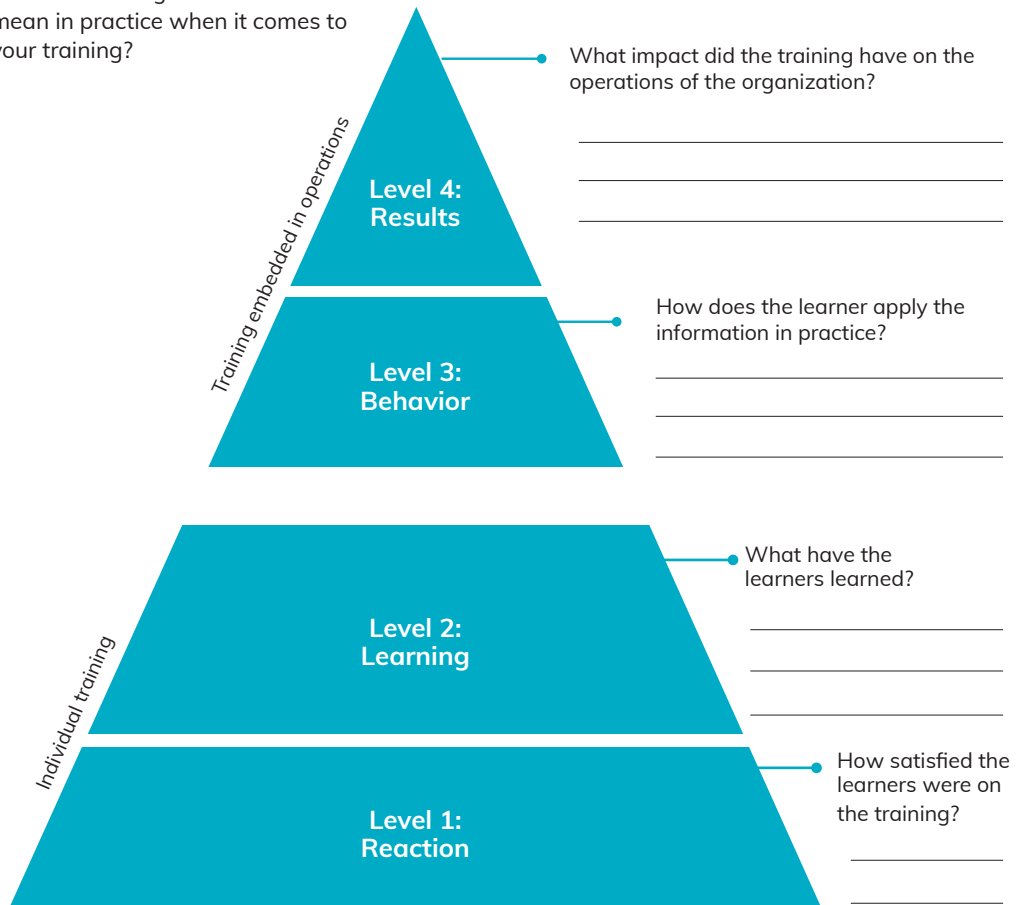 mean in practice when it comes to
your training?
What impact did the training have on the
operations of the organization?
Training embedded in operations
Level 4:
Results
How does the learner apply the
information in practice?
Level 3:
Behavior
What have the
learners learned?
Individual training
Level 2:
Learning
How satisfied the
learners were on
the training?
Level 1:
Reaction